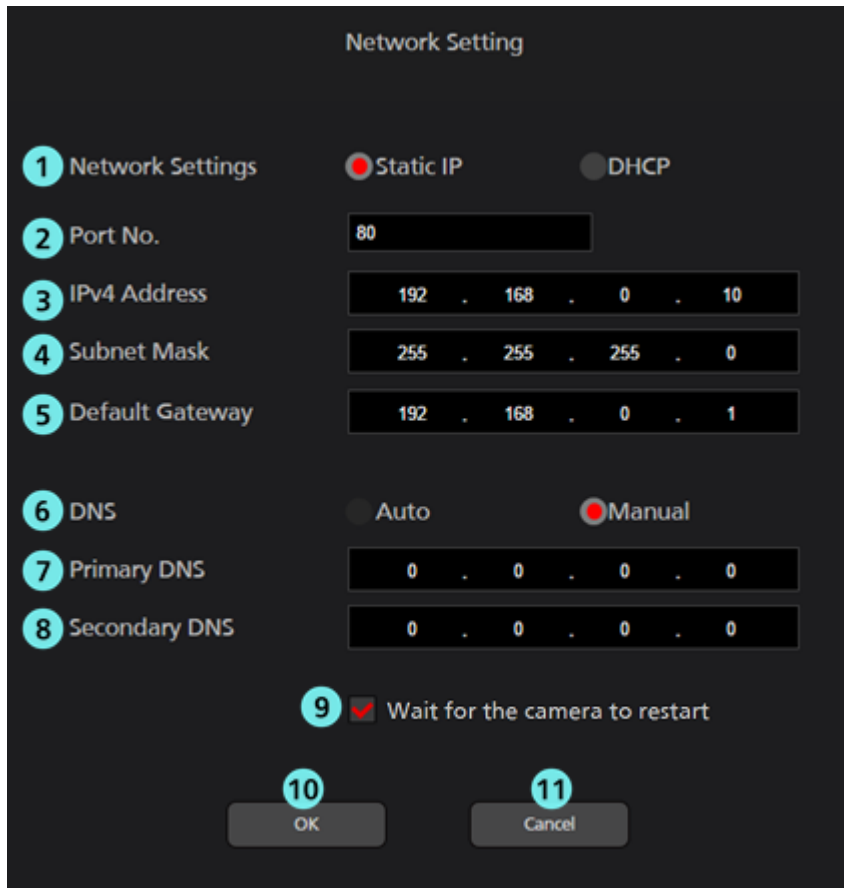 Network Setting
1 Network Settings Static IP DHCP
2 Port No. 80
3 IPv4 Address 192 . 168 . 0 . 10
4 Subnet Mask 255 . 255 . 255 . 0
5 Default Gateway 192 . 168 . 0 . 1
6 DNS Auto Manual
7 Primary DNS 0 . 0 . 0 . 0
8 Secondary DNS 0 . 0 . 0 . 0
9 Wait for the camera to restart
10 11
OK Cancel